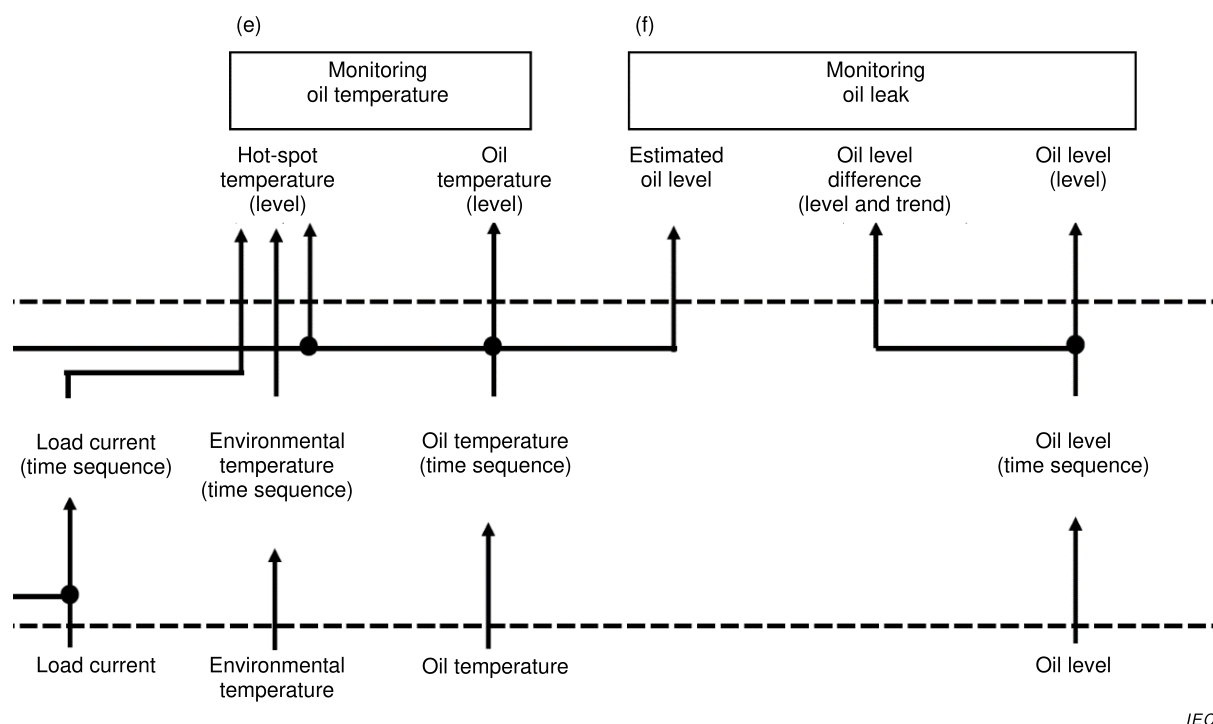 (e)
(f)
Monitoring
oil temperature
Monitoring
oil leak
Hot-spot
temperature
(level)
Oil
temperature
(level)
Estimated
oil level
Oil level
difference
(level and trend)
Oil level
(level)
Load current
(time sequence)
Environmental
temperature
(time sequence)
Oil temperature
(time sequence)
Oil level
(time sequence)
Load current
Environmental
temperature
Oil temperature
Oil level
IEC